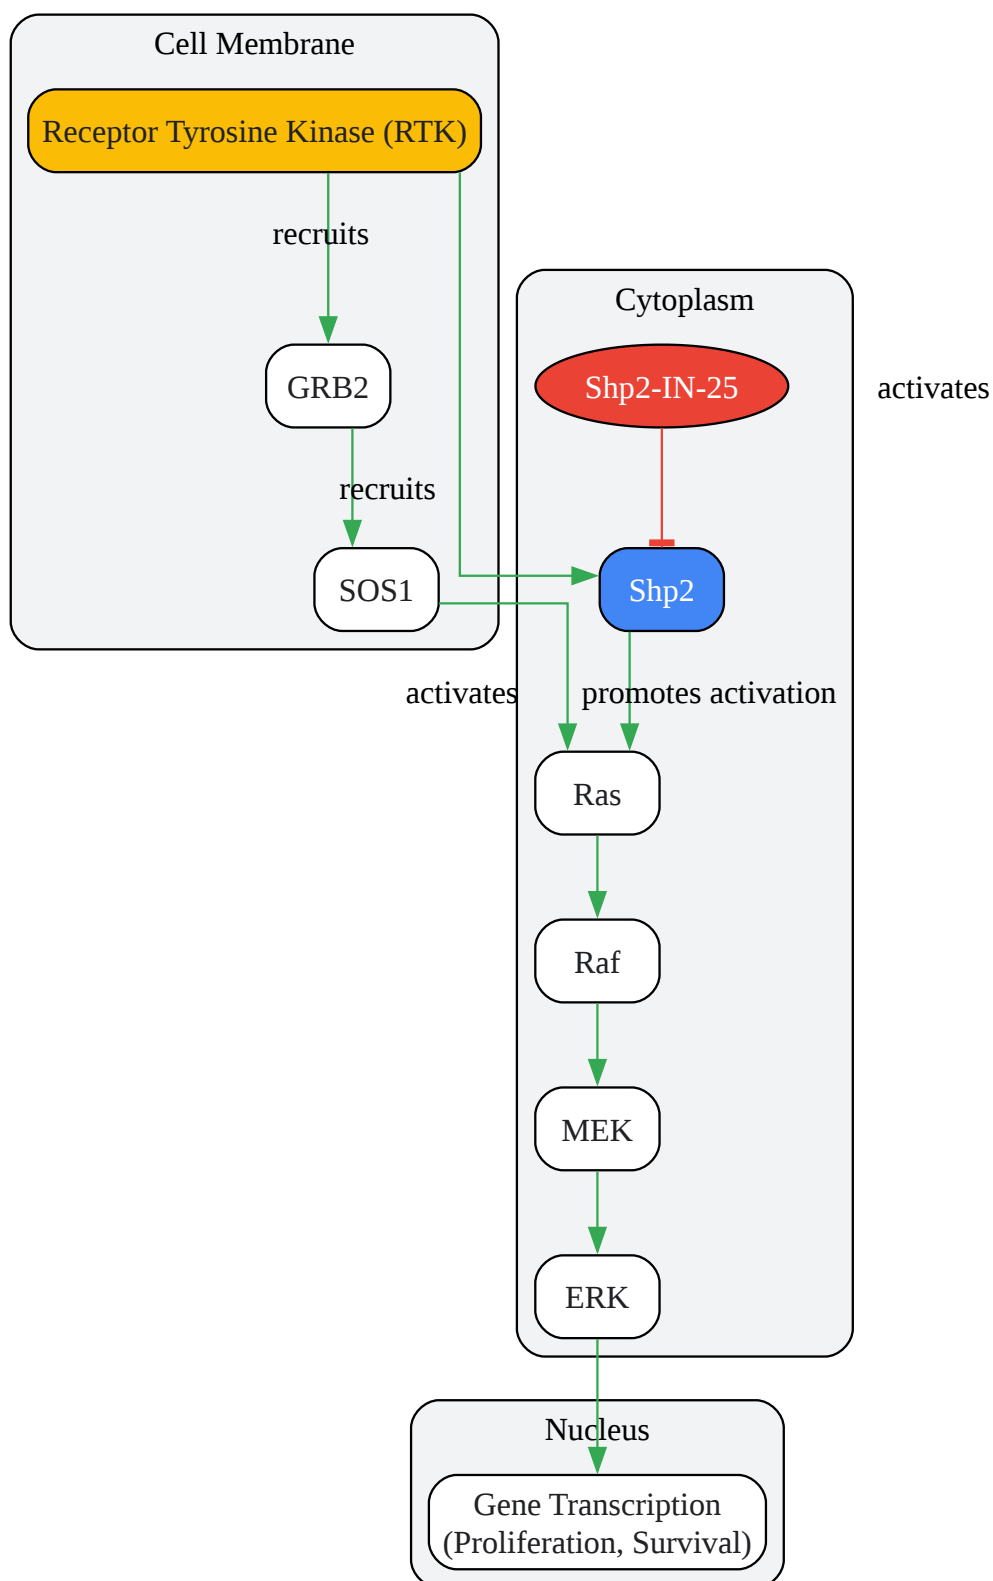 Cell Membrane
Receptor Tyrosine Kinase (RTK)
recruits
Cytoplasm
GRB2
Shp2-IN-25
activates
recruits
SOS1
Shp2
activates
promotes activation
Ras
Raf
MEK
ERK
Nucleus
Gene Transcription
(Proliferation, Survival)